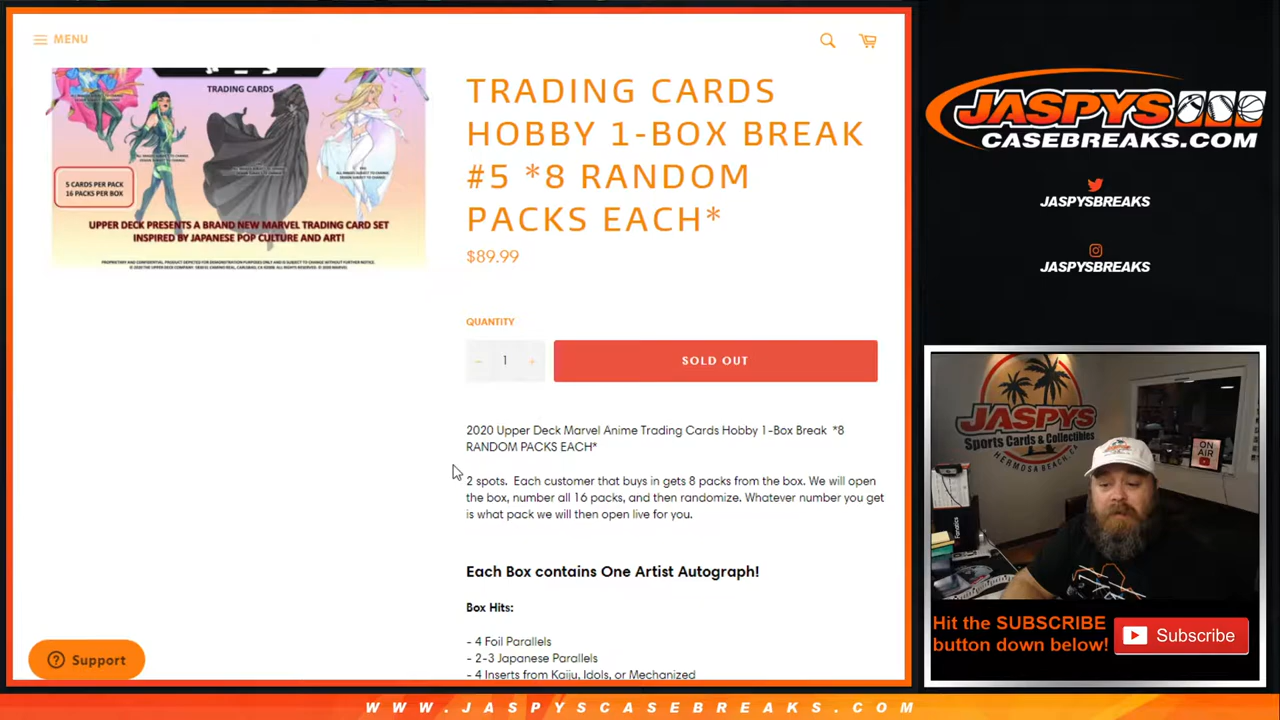 MENU
TRADING CARDS
5 CARDS PER PACK
16 PACKS PER BOX
UPPER DECK PRESENTS A BRAND NEW MARVEL TRADING CARD SET
INSPIRED BY JAPANESE POP CULTURE AND ART!
TRADING CARDS
HOBBY 1-BOX BREAK
#5 *8 RANDOM
PACKS EACH*
$89.99
QUANTITY
− 1 +
SOLD OUT
2020 Upper Deck Marvel Anime Trading Cards Hobby 1-Box Break *8
RANDOM PACKS EACH*
2 spots. Each customer that buys in gets 8 packs from the box. We will open
the box, number all 16 packs, and then randomize. Whatever number you get
is what pack we will then open live for you.
Each Box contains One Artist Autograph!
Box Hits:
- 4 Foil Parallels
- 2-3 Japanese Parallels
- 4 Inserts from Kaiju, Idols, or Mechanized
Support
JASPYS
CASEBREAKS.COM
JASPYSBREAKS
JASPYSBREAKS
JASPYS
Sports Cards & Collectibles
HERMOSA BEACH, CA
ON
AIR
Fanatics
Hit the SUBSCRIBE
button down below!
Subscribe
WWW.JASPYSCASEBREAKS.COM